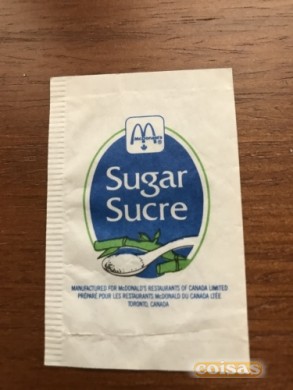 McDonald's
Sugar
Sucre
MANUFACTURED FOR McDONALD'S RESTAURANTS OF CANADA LIMITED
PRÉPARÉ POUR LES RESTAURANTS McDONALD DU CANADA LTÉE
TORONTO, CANADA
coisas